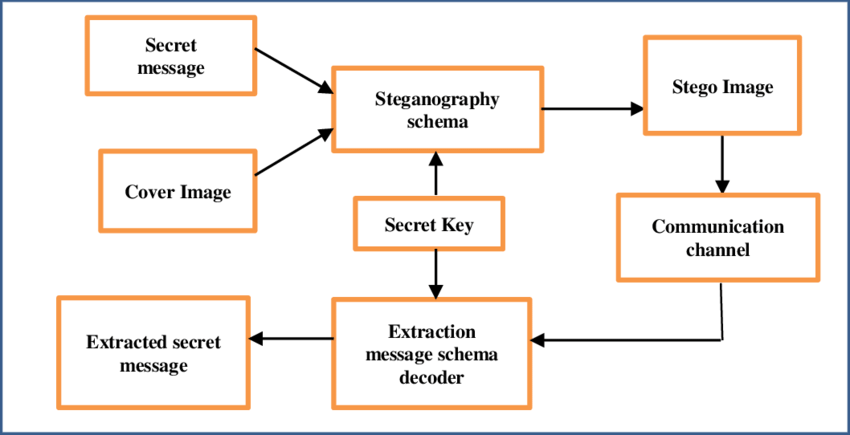 Secret
message
Steganography
schema
Stego Image
Cover Image
Secret Key
Communication
channel
Extracted secret
message
Extraction
message schema
decoder